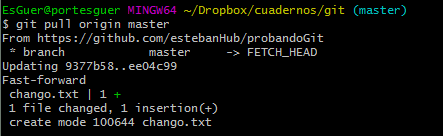 EsGuer@portesguer MINGW64 ~/Dropbox/cuadernos/git (master)
$ git pull origin master
From https://github.com/estebanHub/probandoGit
 * branch            master     -> FETCH_HEAD
Updating 9377b58..ee04c99
Fast-forward
 chango.txt | 1 +
 1 file changed, 1 insertion(+)
 create mode 100644 chango.txt